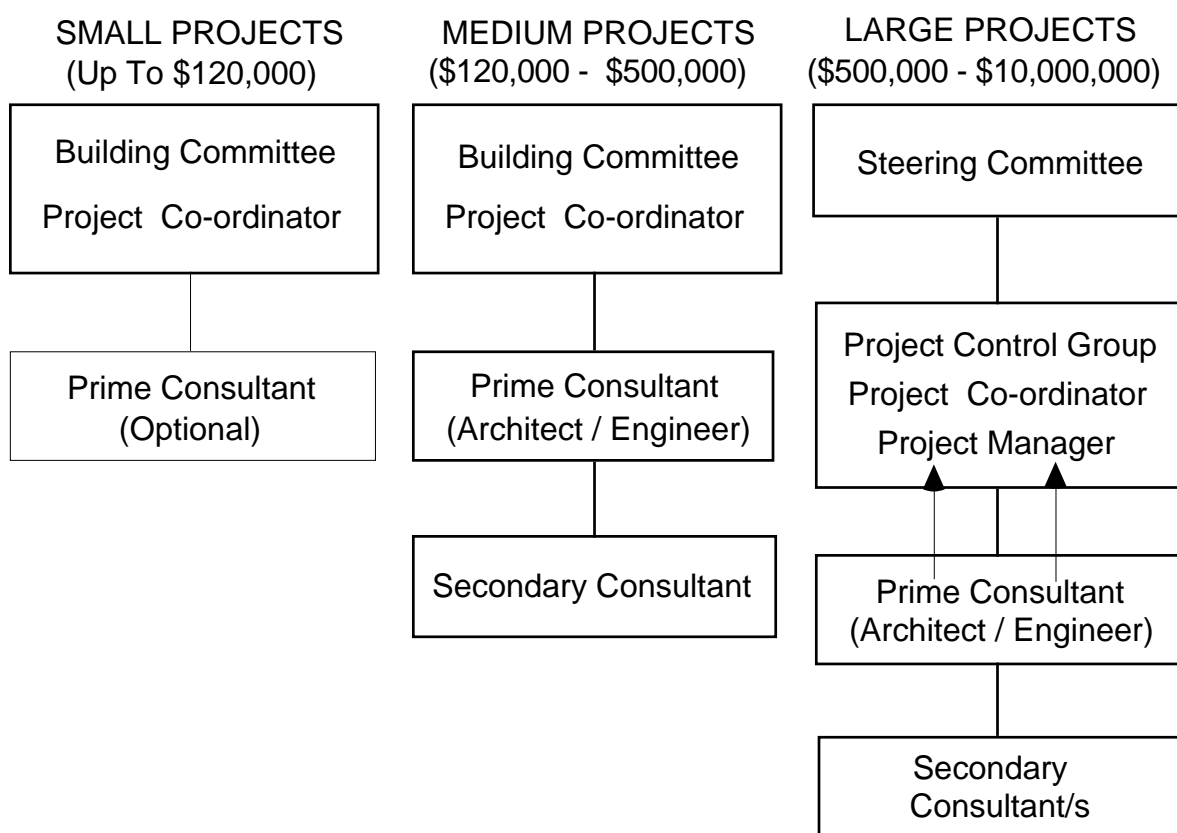 SMALL PROJECTS
(Up To $120,000)
Building Committee
Project Co-ordinator
Prime Consultant
(Optional)
MEDIUM PROJECTS
($120,000 - $500,000)
Building Committee
Project Co-ordinator
Prime Consultant
(Architect / Engineer)
Secondary Consultant
LARGE PROJECTS
($500,000 - $10,000,000)
Steering Committee
Project Control Group
Project Co-ordinator
Project Manager
Prime Consultant
(Architect / Engineer)
Secondary
Consultant/s